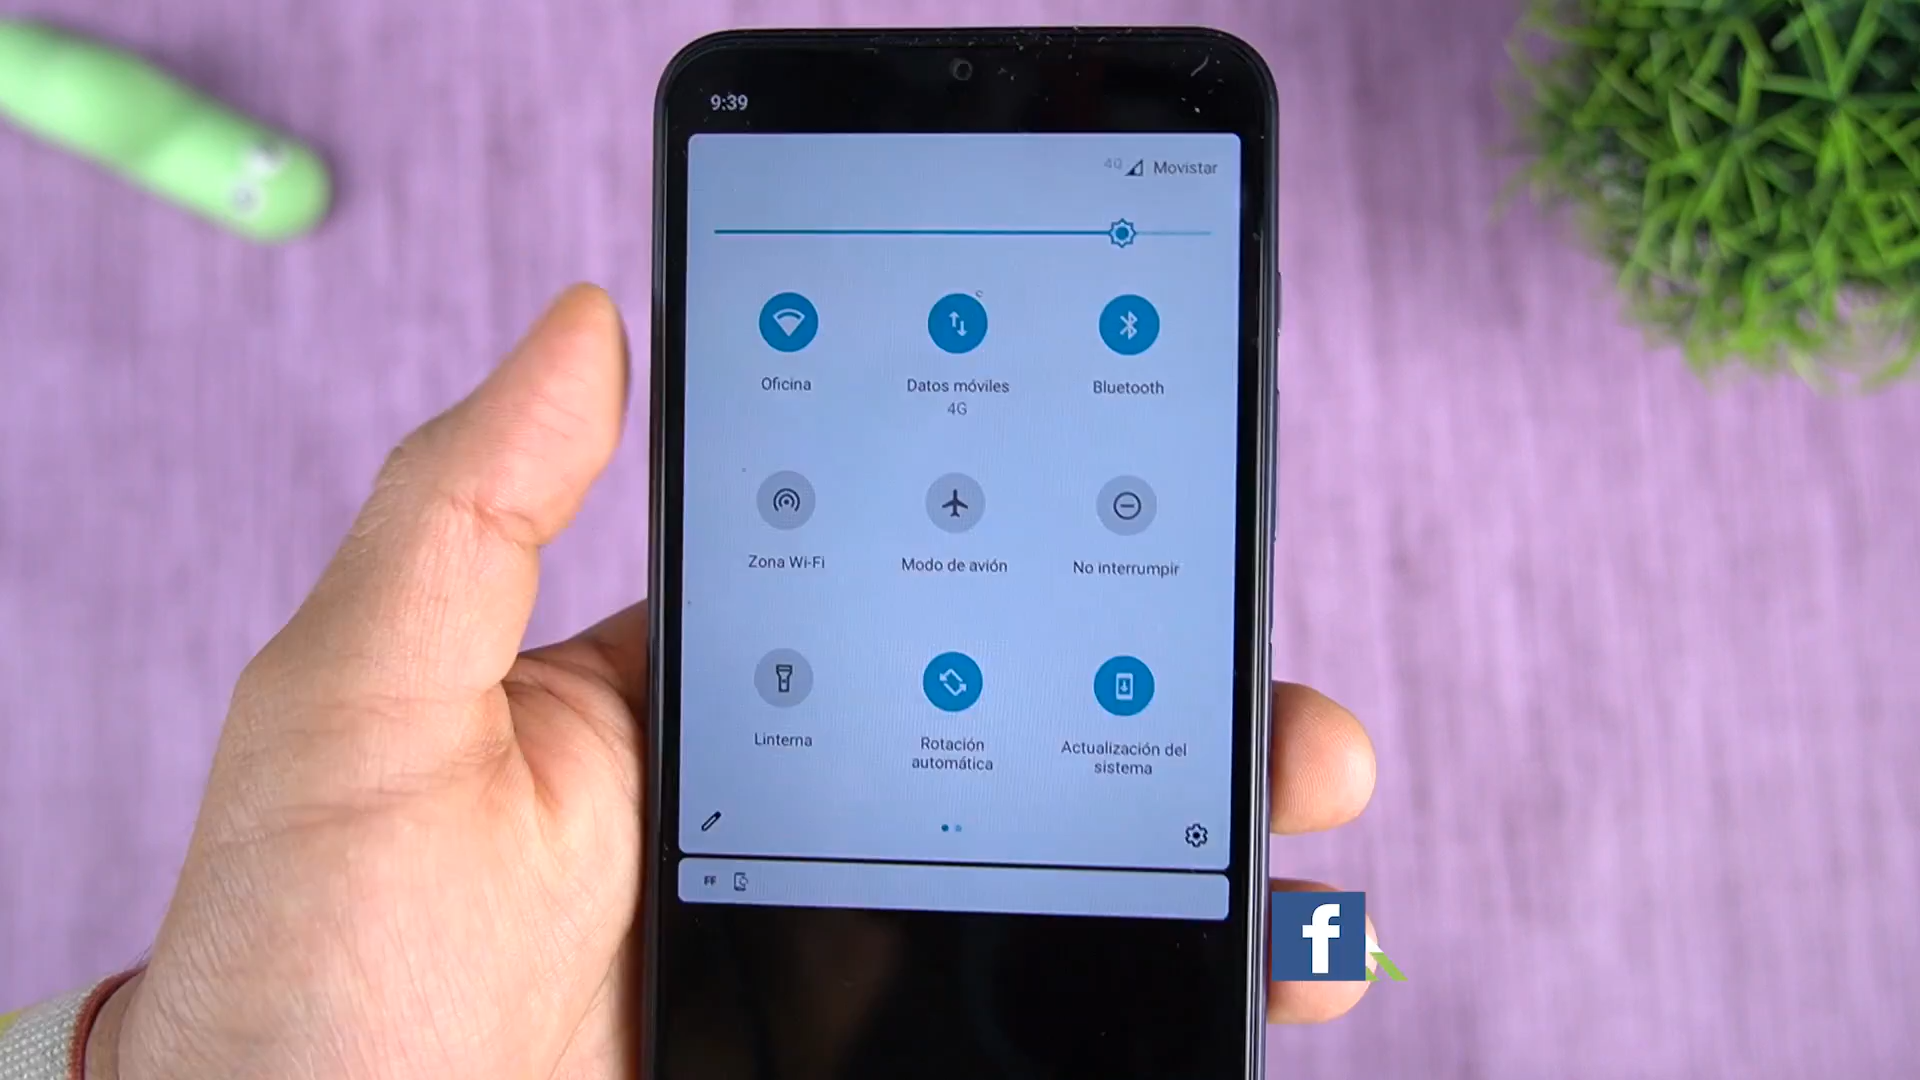 9:39
4G Movistar
Oficina
Datos móviles
4G
Bluetooth
Zona Wi-Fi
Modo de avión
No interrumpir
Linterna
Rotación
automática
Actualización del
sistema
FF
f